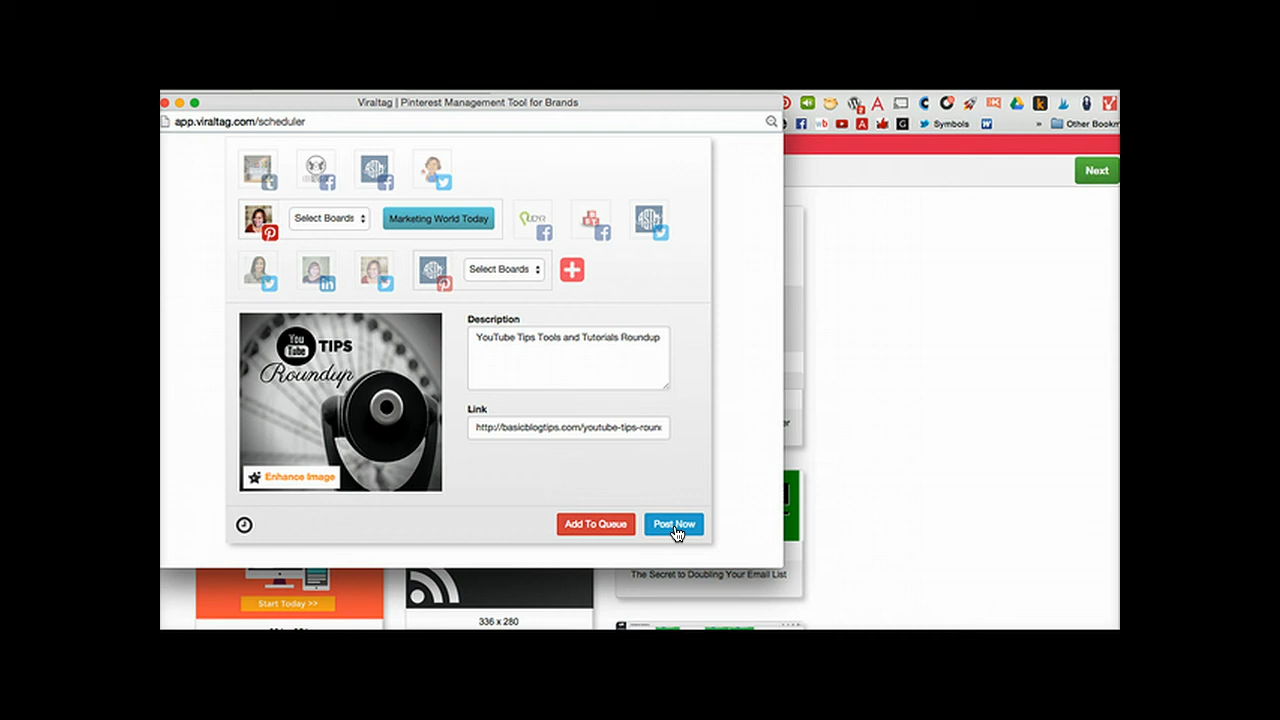 Viraltag | Pinterest Management Tool for Brands
app.viraltag.com/scheduler
Symbols
Other Bookm
Next
Select Boards
Marketing World Today
Select Boards
Description
YouTube Tips Tools and Tutorials Roundup
You Tube TIPS
Roundup
Link
http://basicblogtips.com/youtube-tips-roun
Enhance Image
Add To Queue
Post Now
The Secret to Doubling Your Email List
Start Today >>
336 x 280